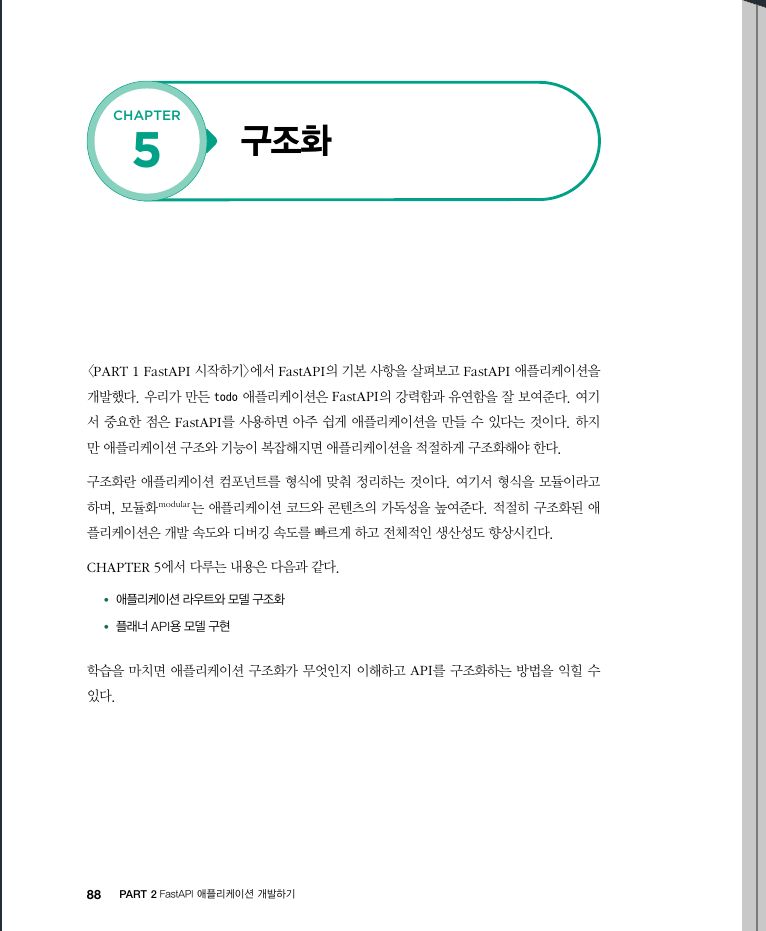 CHAPTER
5
구조화
〈PART 1 FastAPI 시작하기〉에서 FastAPI의 기본 사항을 살펴보고 FastAPI 애플리케이션을
개발했다. 우리가 만든 todo 애플리케이션은 FastAPI의 강력함과 유연함을 잘 보여준다. 여기
서 중요한 점은 FastAPI를 사용하면 아주 쉽게 애플리케이션을 만들 수 있다는 것이다. 하지
만 애플리케이션 구조와 기능이 복잡해지면 애플리케이션을 적절하게 구조화해야 한다.
구조화란 애플리케이션 컴포넌트를 형식에 맞춰 정리하는 것이다. 여기서 형식을 모듈이라고
하며, 모듈화modular는 애플리케이션 코드와 콘텐츠의 가독성을 높여준다. 적절히 구조화된 애
플리케이션은 개발 속도와 디버깅 속도를 빠르게 하고 전체적인 생산성도 향상시킨다.
CHAPTER 5에서 다루는 내용은 다음과 같다.
• 애플리케이션 라우트와 모델 구조화
• 플래너 API용 모델 구현
학습을 마치면 애플리케이션 구조화가 무엇인지 이해하고 API를 구조화하는 방법을 익힐 수
있다.
88 PART 2 FastAPI 애플리케이션 개발하기